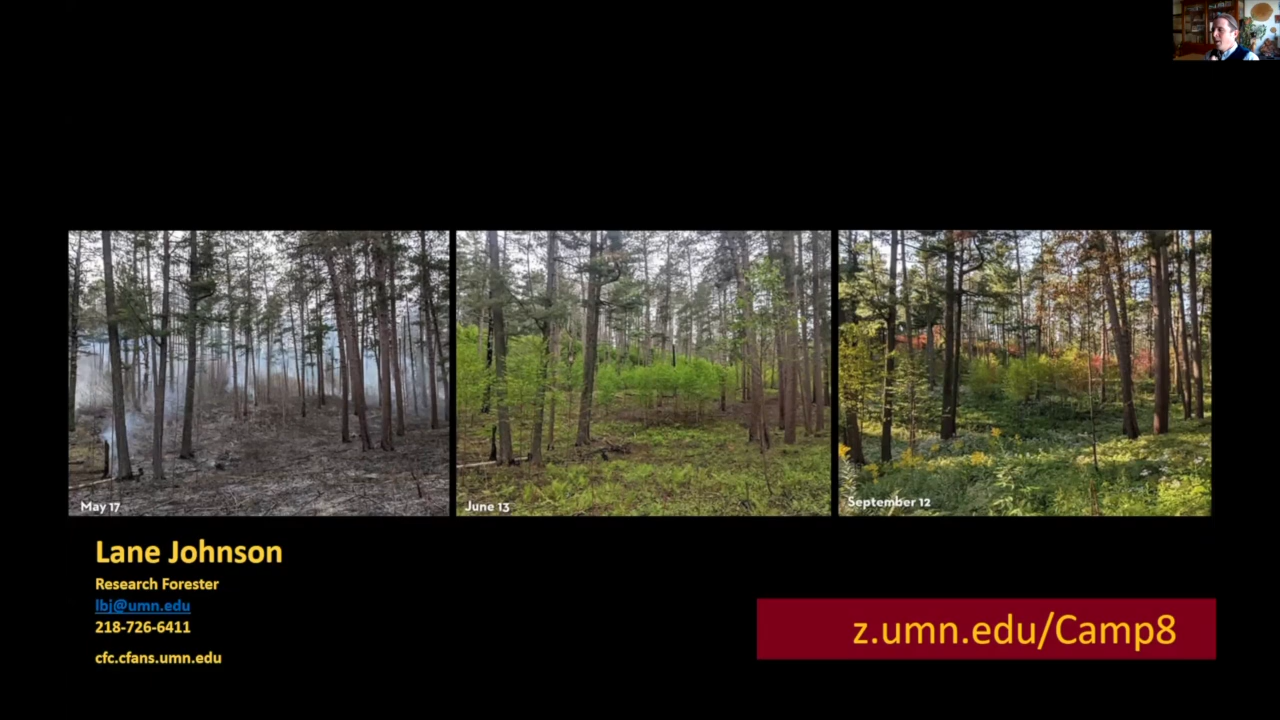 May 17
June 13
September 12
Lane Johnson
Research Forester
lbj@umn.edu
218-726-6411
cfc.cfans.umn.edu
z.umn.edu/Camp8